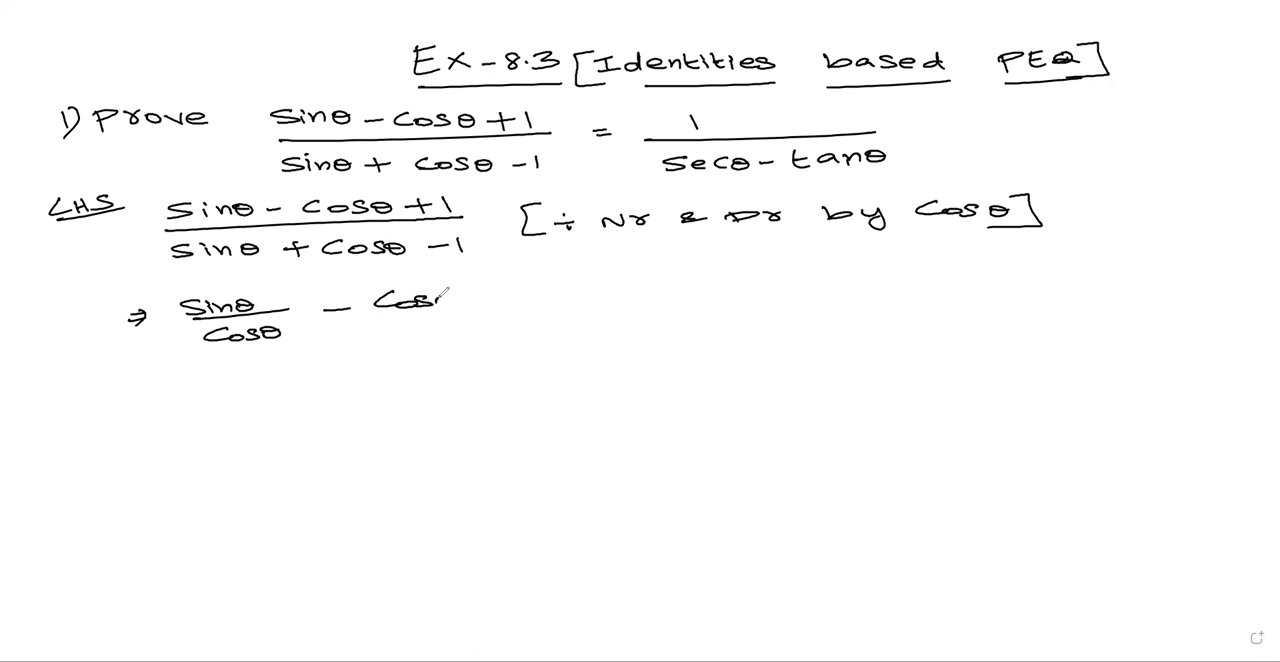 Ex - 8.3 [Identities based PEQ]
1) Prove (sinθ - cosθ + 1)/(sinθ + cosθ - 1) = 1/(secθ - tanθ)
LHS (sinθ - cosθ + 1)/(sinθ + cosθ - 1) [÷ Nr & Dr by cosθ]
⇒ sinθ/cosθ - cos